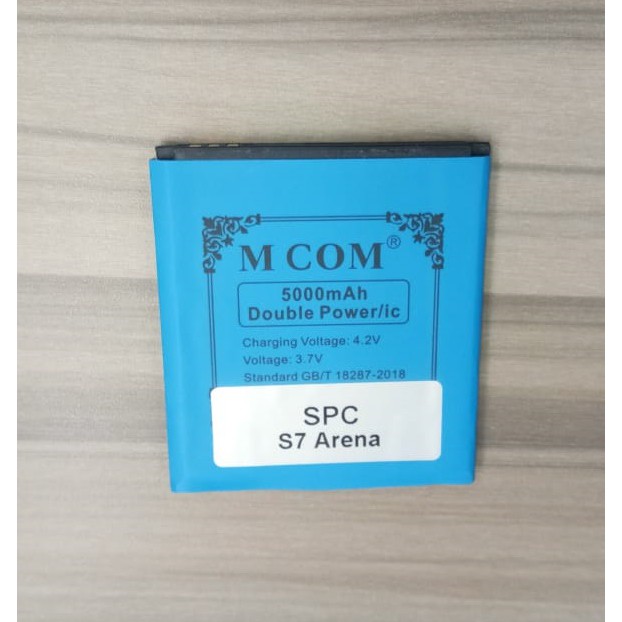 M COM®
5000mAh
Double Power/ic
Charging Voltage: 4.2V
Voltage: 3.7V
Standard GB/T 18287-2018
SPC
S7 Arena